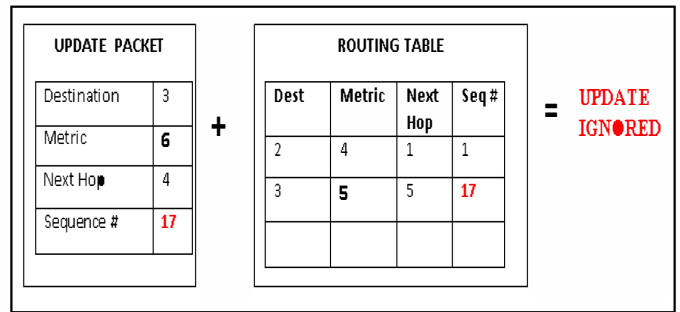 UPDATE PACKET
Destination 3
Metric 6
Next Hop 4
Sequence # 17
+
ROUTING TABLE
Dest Metric Next Hop Seq #
2 4 1 1
3 5 5 17
=
UPDATE
IGNORED